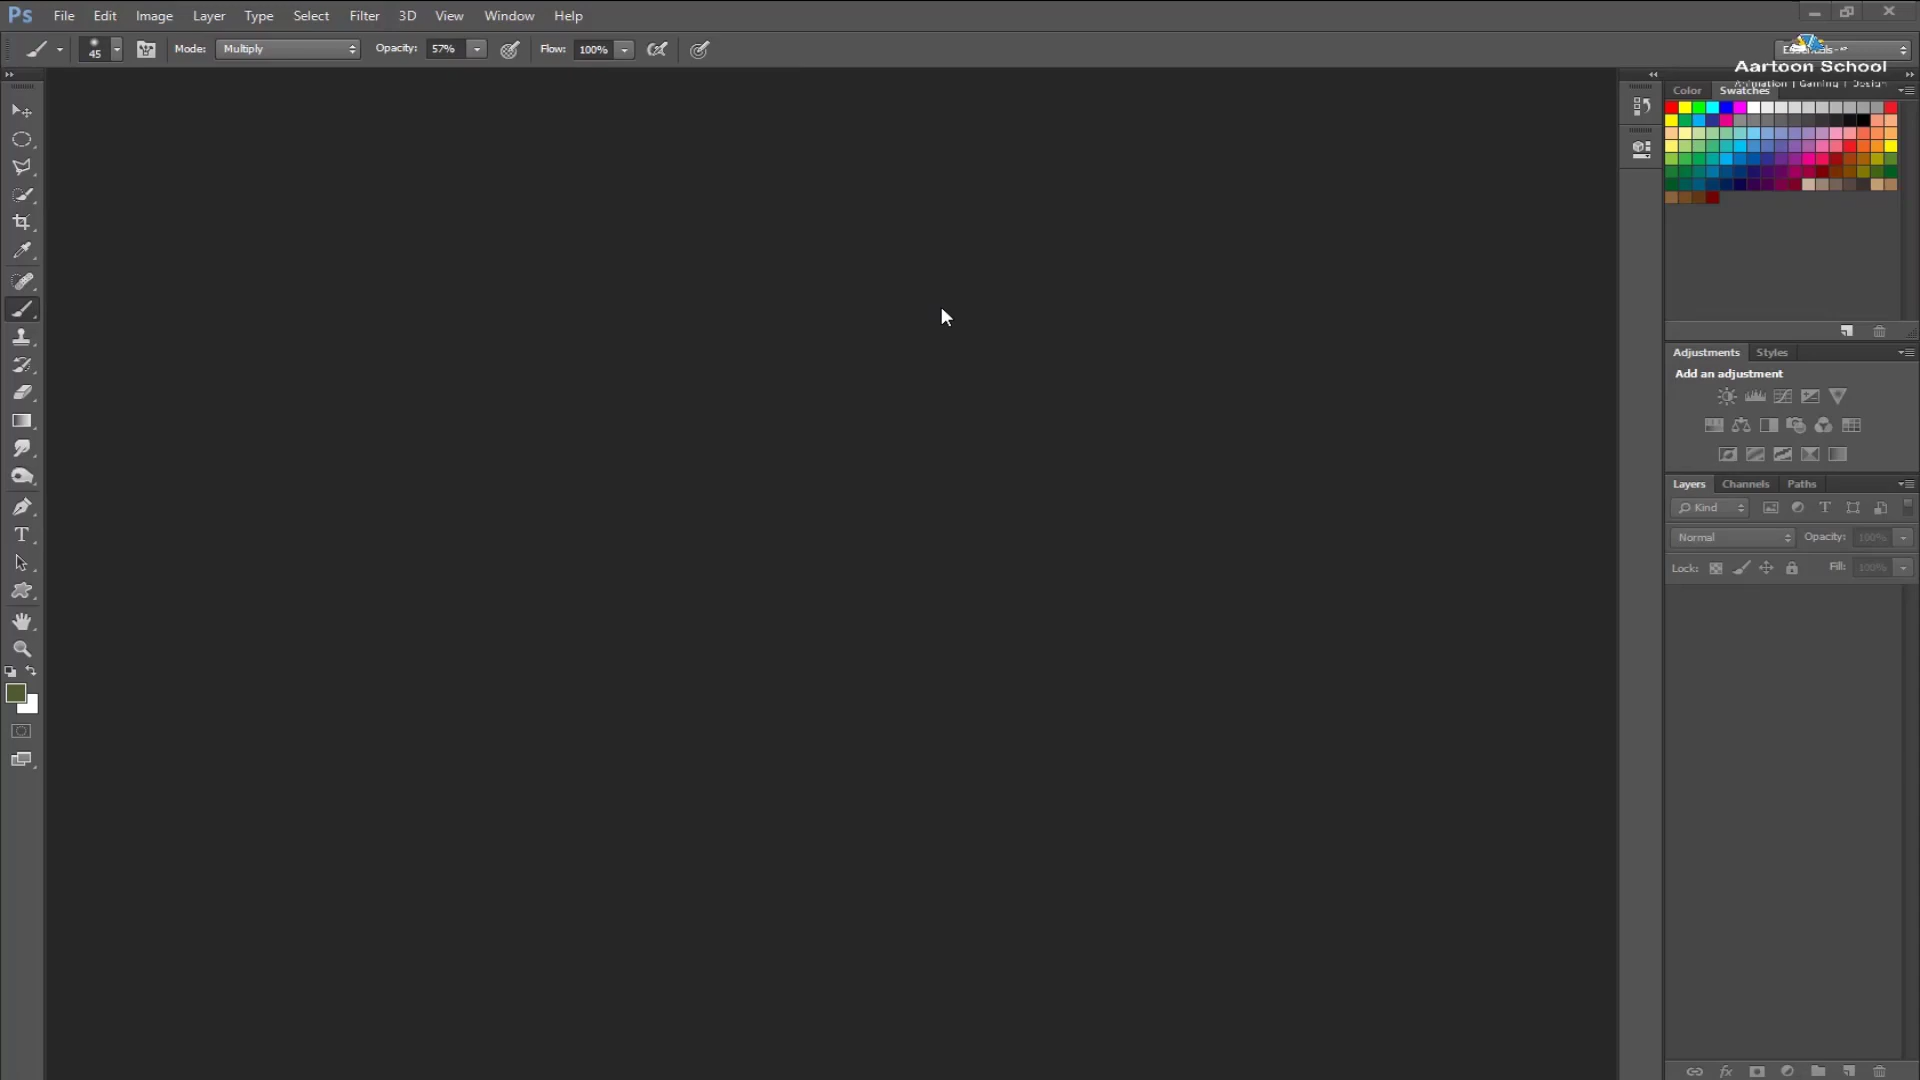 Ps File Edit Image Layer Type Select Filter 3D View Window Help
45 Mode: Multiply Opacity: 57% Flow: 100%
Aartoon School
Animation | Gaming | Design
Color Swatches
Adjustments Styles
Add an adjustment
Layers Channels Paths
Kind T
Normal Opacity: 100%
Lock: Fill: 100%
T
fx